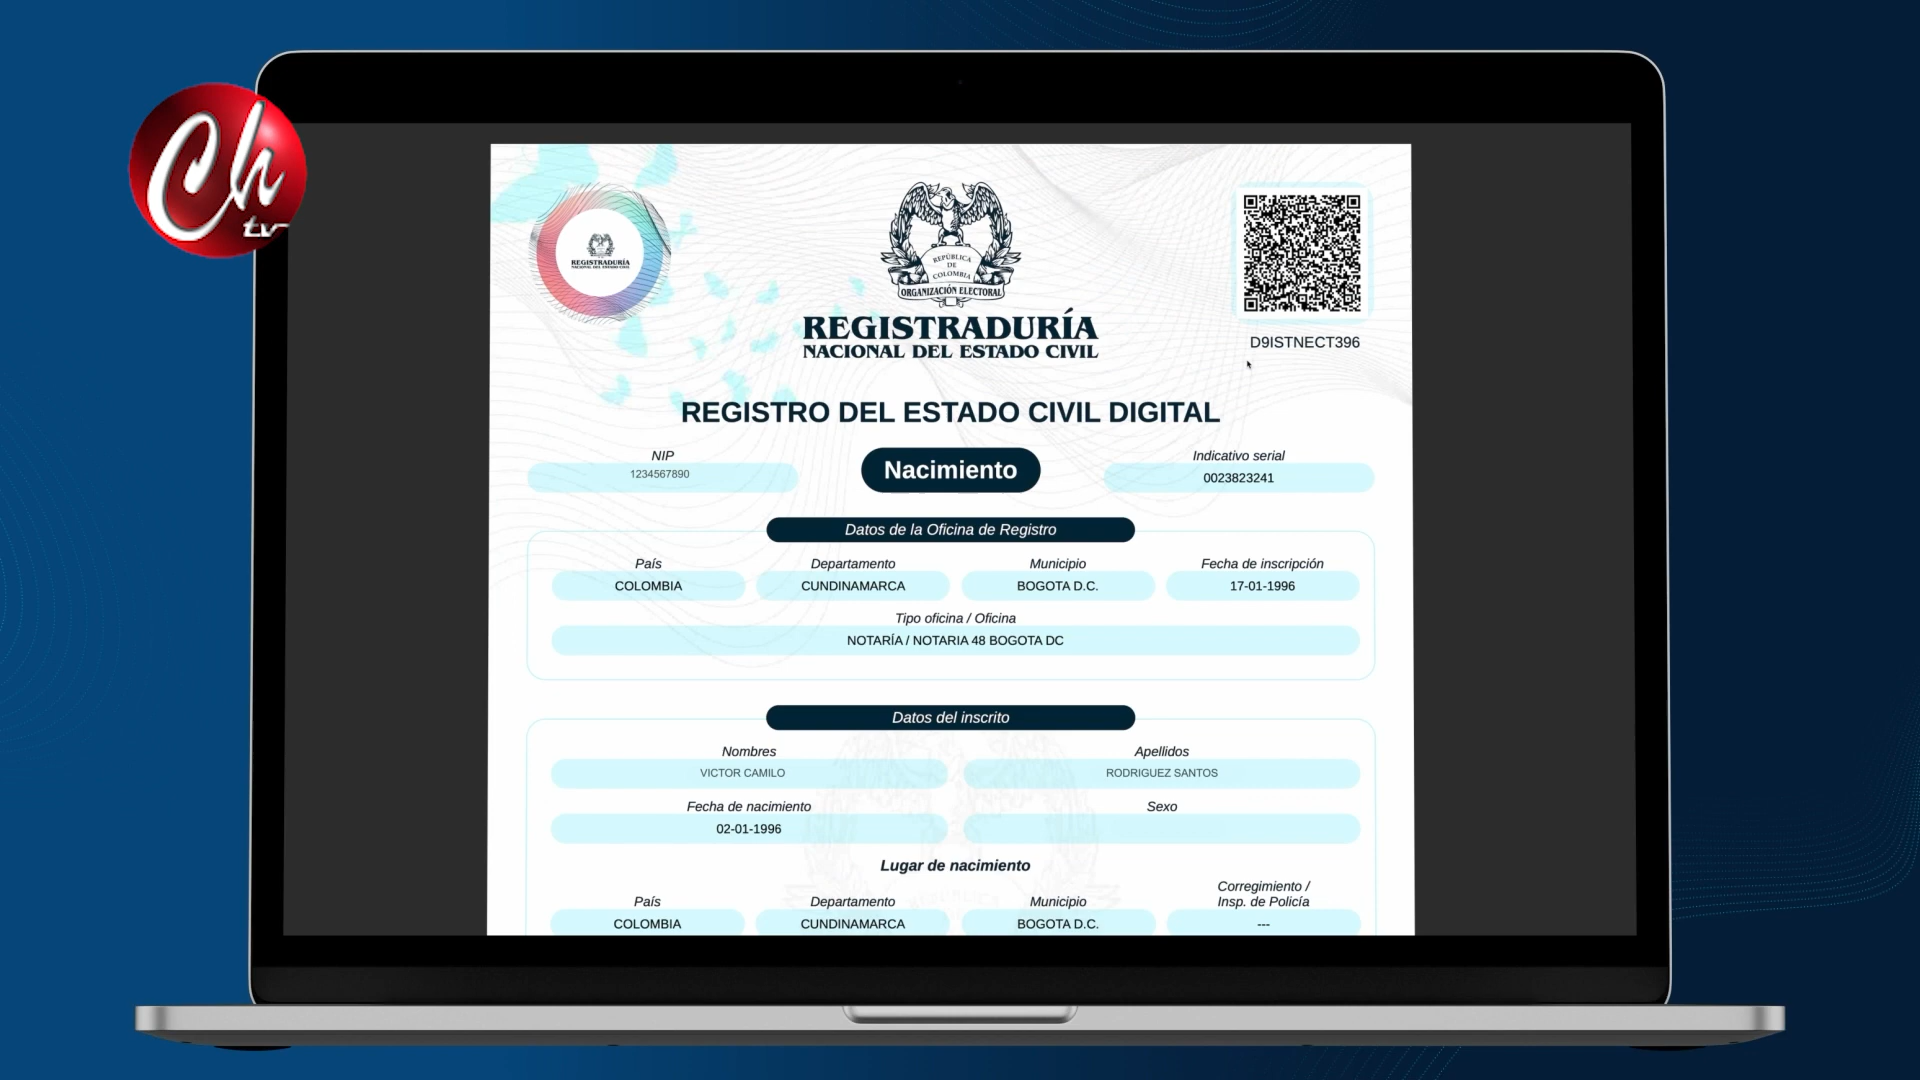 Ch
tv
REGISTRADURÍA
NACIONAL DEL ESTADO CIVIL
REPÚBLICA
DE
COLOMBIA
ORGANIZACIÓN ELECTORAL
REGISTRADURÍA
NACIONAL DEL ESTADO CIVIL
D9ISTNECT396
REGISTRO DEL ESTADO CIVIL DIGITAL
NIP
1234567890
Nacimiento
Indicativo serial
0023823241
Datos de la Oficina de Registro
País Departamento Municipio Fecha de inscripción
COLOMBIA CUNDINAMARCA BOGOTA D.C. 17-01-1996
Tipo oficina / Oficina
NOTARÍA / NOTARIA 48 BOGOTA DC
Datos del inscrito
Nombres Apellidos
VICTOR CAMILO RODRIGUEZ SANTOS
Fecha de nacimiento Sexo
02-01-1996
Lugar de nacimiento
País Departamento Municipio Corregimiento /
Insp. de Policía
COLOMBIA CUNDINAMARCA BOGOTA D.C. ---